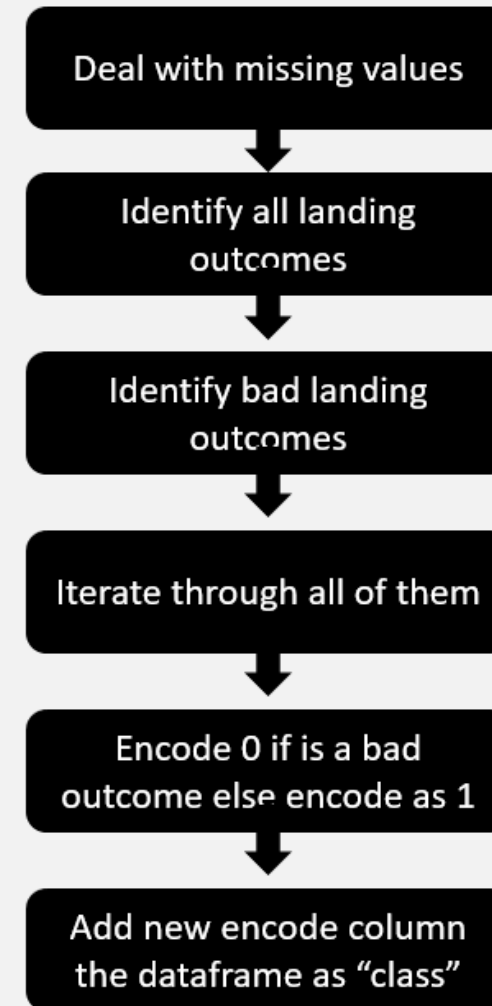 Deal with missing values
Identify all landing
outcomes
Identify bad landing
outcomes
Iterate through all of them
Encode 0 if is a bad
outcome else encode as 1
Add new encode column
the dataframe as “class”